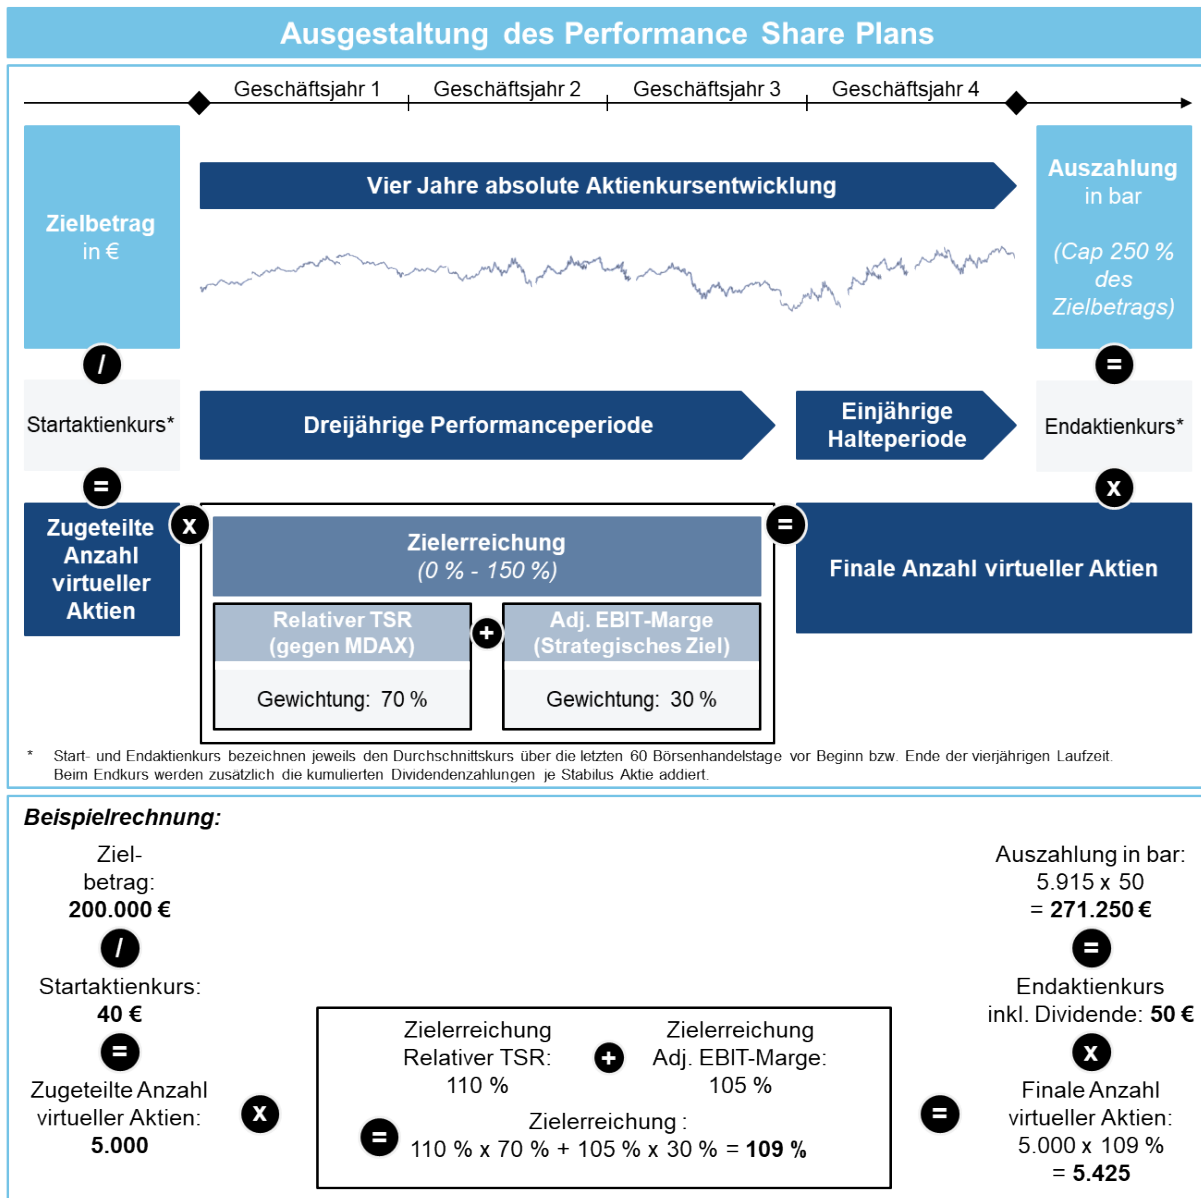 Ausgestaltung des Performance Share Plans
Geschäftsjahr 1
Geschäftsjahr 2
Geschäftsjahr 3
Geschäftsjahr 4
Zielbetrag
in €
Vier Jahre absolute Aktienkursentwicklung
Auszahlung
in bar
(Cap 250 %
des
Zielbetrags)
/
=
Startaktienkurs*
Dreijährige Performanceperiode
Einjährige
Halteperiode
Endaktienkurs*
=
x
Zugeteilte
Anzahl
virtueller
Aktien
x
Zielerreichung
(0 % - 150 %)
=
Finale Anzahl virtueller Aktien
Relativer TSR
(gegen MDAX)
+
Adj. EBIT-Marge
(Strategisches Ziel)
Gewichtung: 70 %
Gewichtung: 30 %
* Start- und Endaktienkurs bezeichnen jeweils den Durchschnittskurs über die letzten 60 Börsenhandelstage vor Beginn bzw. Ende der vierjährigen Laufzeit.
Beim Endkurs werden zusätzlich die kumulierten Dividendenzahlungen je Stabilus Aktie addiert.
Beispielrechnung:
Ziel-
betrag:
200.000 €
/
Startaktienkurs:
40 €
=
Zugeteilte Anzahl
virtueller Aktien:
5.000
x
Zielerreichung
Relativer TSR:
110 %
+
Zielerreichung
Adj. EBIT-Marge:
105 %
=
Zielerreichung :
110 % x 70 % + 105 % x 30 % = 109 %
=
Auszahlung in bar:
5.915 x 50
= 271.250 €
=
Endaktienkurs
inkl. Dividende: 50 €
x
Finale Anzahl
virtueller Aktien:
5.000 x 109 %
= 5.425